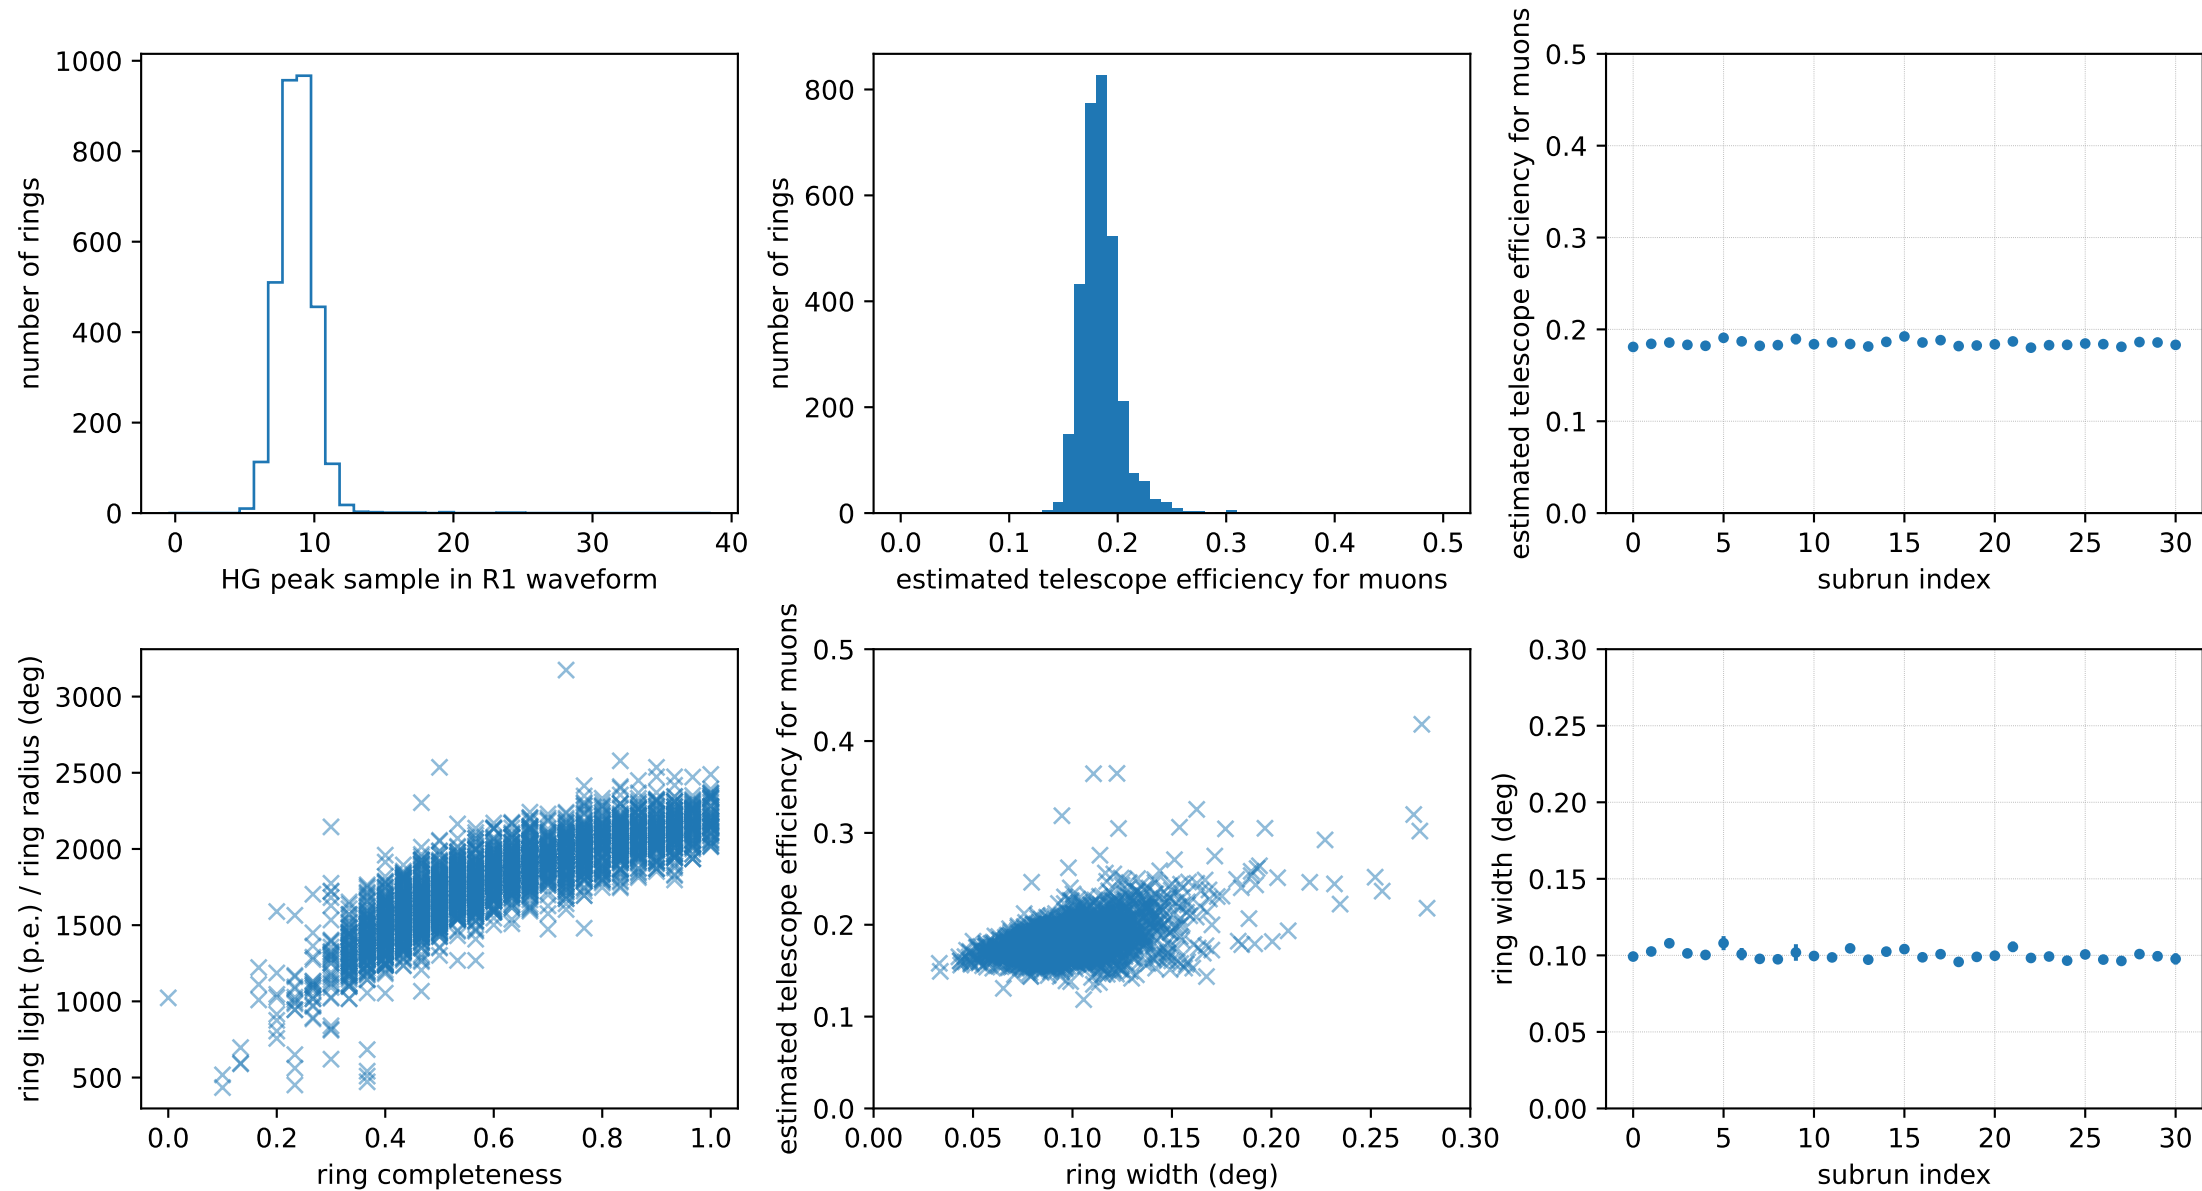 1000
800
600
400
200
0
0 10 20 30 40
number of rings
HG peak sample in R1 waveform
800
600
400
200
0
0.0 0.1 0.2 0.3 0.4 0.5
number of rings
estimated telescope efficiency for muons
0.5
0.4
0.3
0.2
0.1
0.0
0 5 10 15 20 25 30
estimated telescope efficiency for muons
subrun index
3000
2500
2000
1500
1000
500
0.0 0.2 0.4 0.6 0.8 1.0
ring light (p.e.) / ring radius (deg)
ring completeness
0.5
0.4
0.3
0.2
0.1
0.0
0.00 0.05 0.10 0.15 0.20 0.25 0.30
estimated telescope efficiency for muons
ring width (deg)
0.30
0.25
0.20
0.15
0.10
0.05
0.00
0 5 10 15 20 25 30
ring width (deg)
subrun index